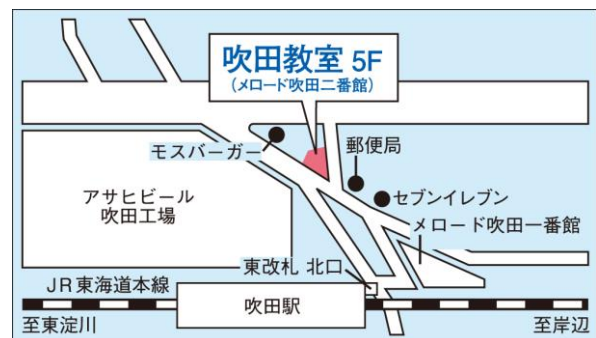 吹田教室 5F
(メロード吹田二番館)
モスバーガー
郵便局
セブンイレブン
アサヒビール
吹田工場
メロード吹田一番館
東改札 北口
JR東海道本線
吹田駅
至東淀川
至岸辺